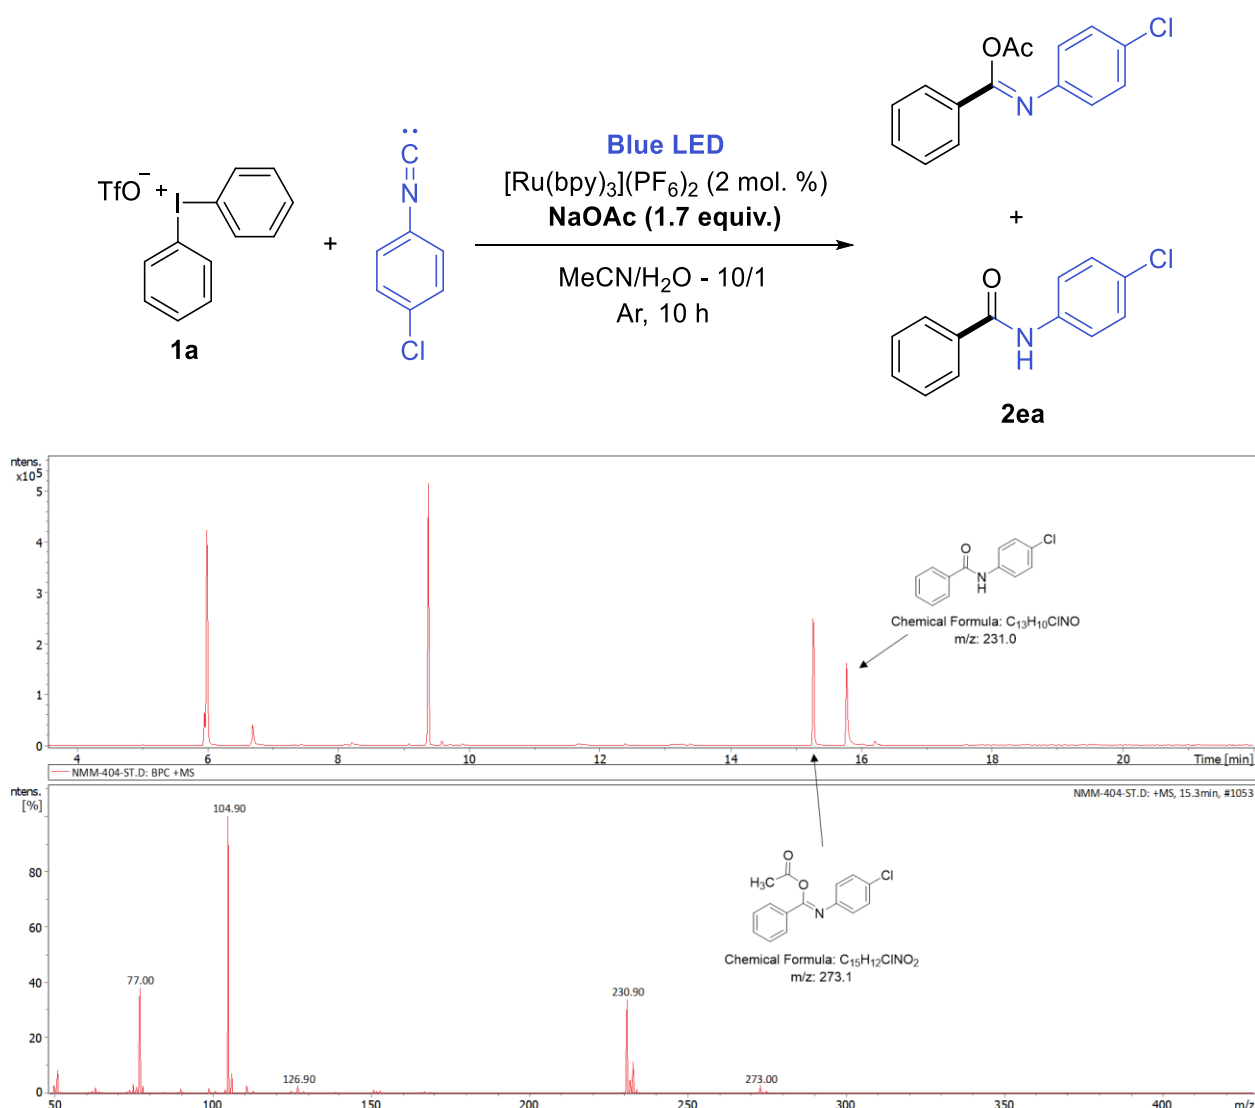 Cl
OAc
N
Blue LED
C
N
[Ru(bpy)3](PF6)2 (2 mol. %)
TfO− +
I
NaOAc (1.7 equiv.)
+
+
MeCN/H2O - 10/1
Ar, 10 h
Cl
O
Cl
N
H
1a
2ea
ntens.
x10^5
5
4
3
2
1
0
O
Cl
N
H
Chemical Formula: C13H10ClNO
m/z: 231.0
4 6 8 10 12 14 16 18 20 Time [min]
NMM-404-ST.D: BPC +MS
ntens.
[%]
NMM-404-ST.D: +MS, 15.3min, #1053
104.90
80
60
40
20
0
77.00
126.90
230.90
273.00
O
H3C
O
Cl
N
Chemical Formula: C15H12ClNO2
m/z: 273.1
50 100 150 200 250 300 350 400 m/z